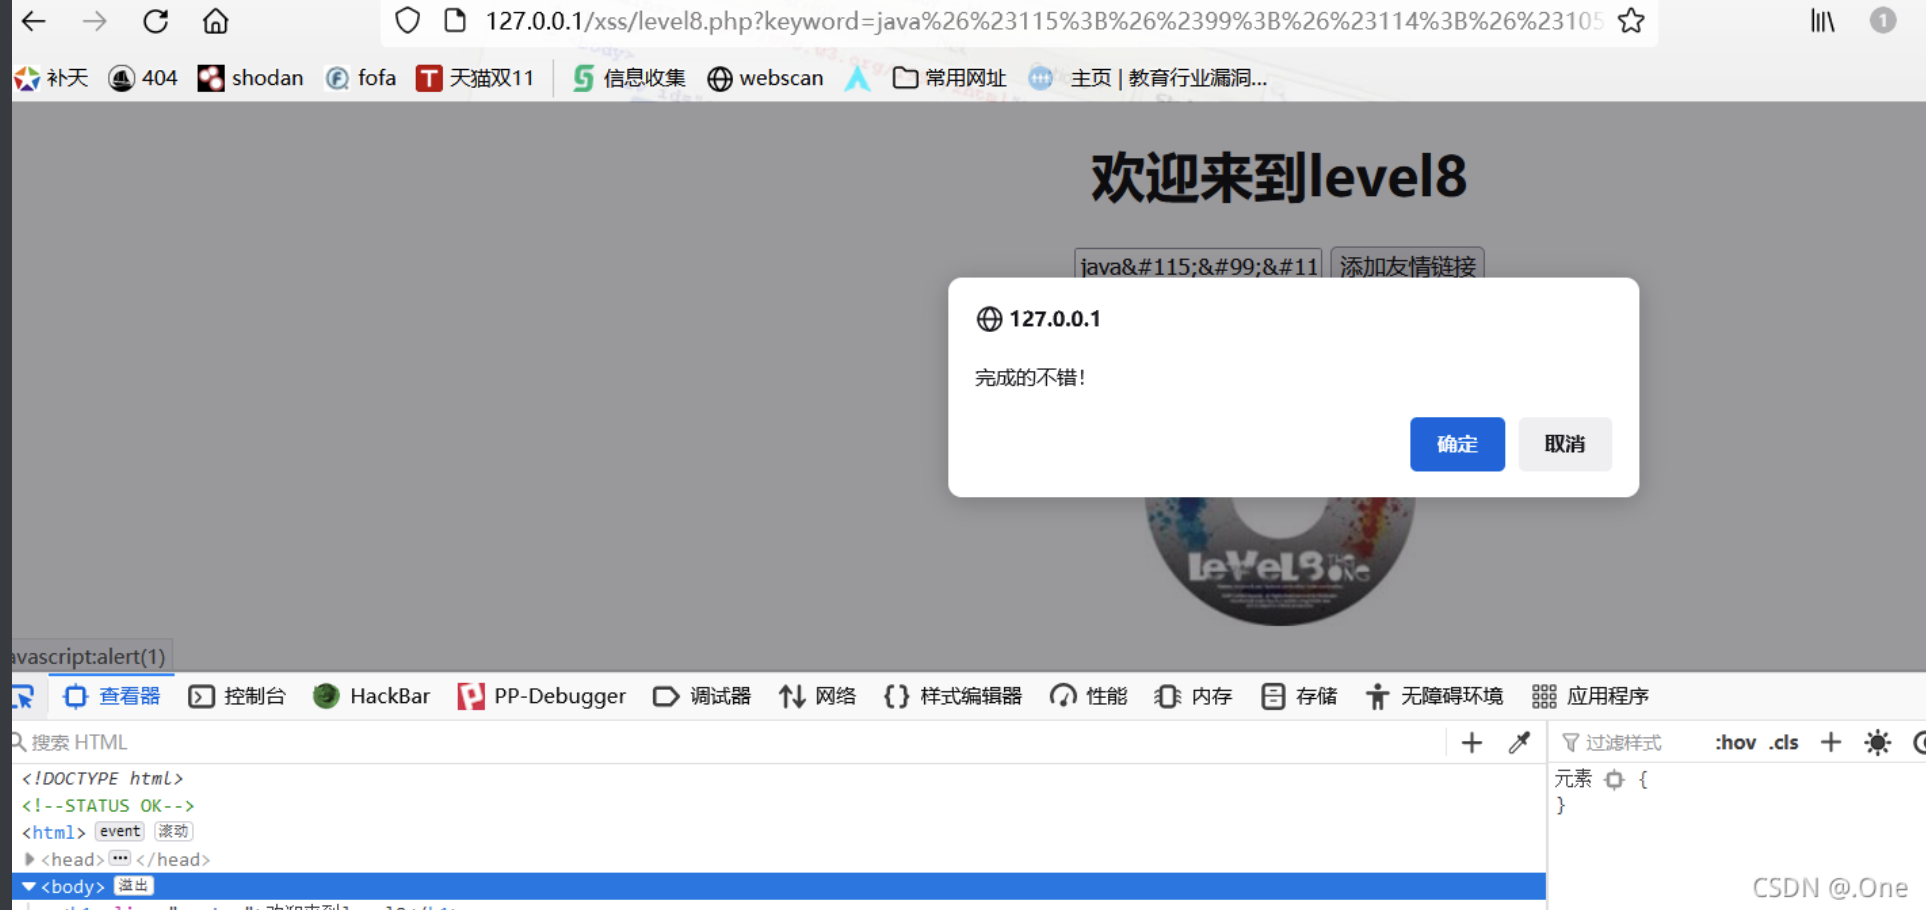 127.0.0.1/xss/level8.php?keyword=java%26%23115%3B%26%2399%3B%26%23114%3B%26%23105
1
补天 404 shodan fofa T 天猫双11 信息收集 webscan 常用网址 主页 | 教育行业漏洞...
欢迎来到level8
java&#115;&#99;&#11 添加友情链接
127.0.0.1
完成的不错!
确定 取消
LeVeL8 THE ONE
avascript:alert(1)
查看器 控制台 HackBar PP-Debugger 调试器 网络 {} 样式编辑器 性能 内存 存储 无障碍环境 应用程序
搜索 HTML
过滤样式 :hov .cls
<!DOCTYPE html>
<!--STATUS OK-->
<html> event 滚动
<head> ••• </head>
<body> 溢出
元素 {
}
CSDN @.One